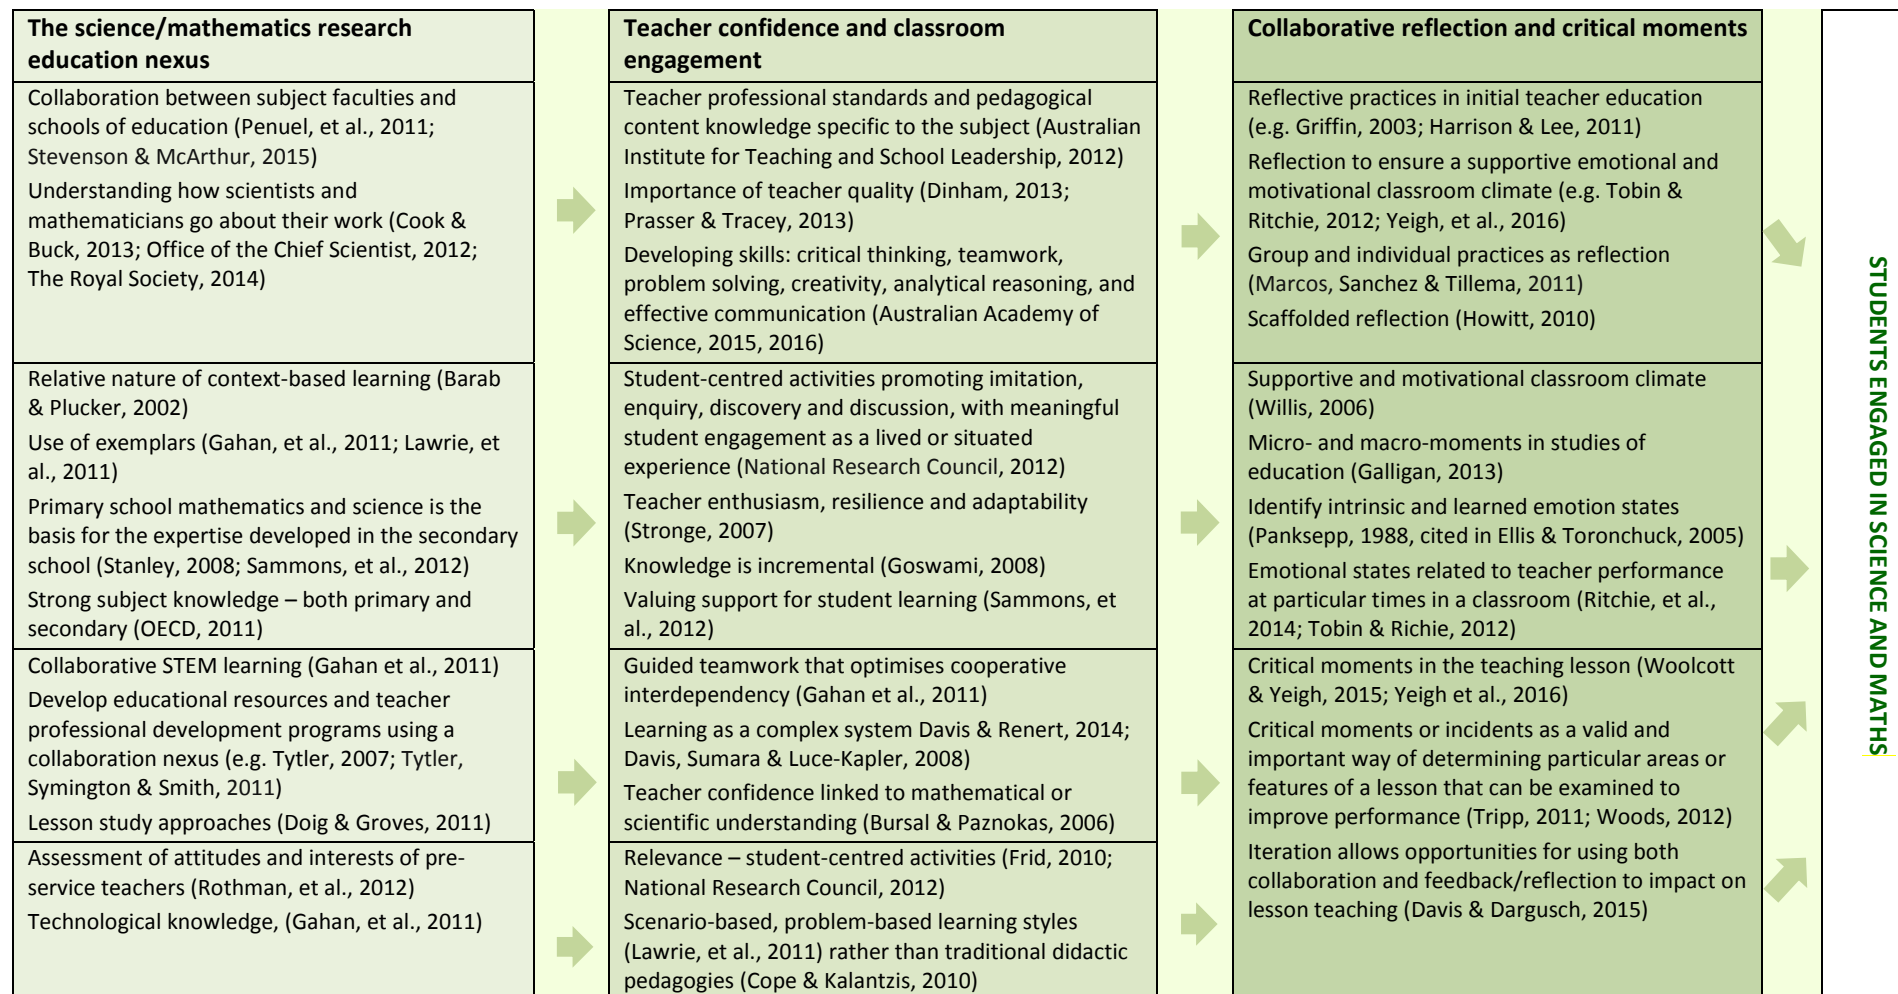 The science/mathematics research
education nexus
Collaboration between subject faculties and
schools of education (Penuel, et al., 2011;
Stevenson & McArthur, 2015)
Understanding how scientists and
mathematicians go about their work (Cook &
Buck, 2013; Office of the Chief Scientist, 2012;
The Royal Society, 2014)
Relative nature of context-based learning (Barab
& Plucker, 2002)
Use of exemplars (Gahan, et al., 2011; Lawrie, et
al., 2011)
Primary school mathematics and science is the
basis for the expertise developed in the secondary
school (Stanley, 2008; Sammons, et al., 2012)
Strong subject knowledge – both primary and
secondary (OECD, 2011)
Collaborative STEM learning (Gahan et al., 2011)
Develop educational resources and teacher
professional development programs using a
collaboration nexus (e.g. Tytler, 2007; Tytler,
Symington & Smith, 2011)
Lesson study approaches (Doig & Groves, 2011)
Assessment of attitudes and interests of pre-
service teachers (Rothman, et al., 2012)
Technological knowledge, (Gahan, et al., 2011)
Teacher confidence and classroom
engagement
Teacher professional standards and pedagogical
content knowledge specific to the subject (Australian
Institute for Teaching and School Leadership, 2012)
Importance of teacher quality (Dinham, 2013;
Prasser & Tracey, 2013)
Developing skills: critical thinking, teamwork,
problem solving, creativity, analytical reasoning, and
effective communication (Australian Academy of
Science, 2015, 2016)
Student-centred activities promoting imitation,
enquiry, discovery and discussion, with meaningful
student engagement as a lived or situated
experience (National Research Council, 2012)
Teacher enthusiasm, resilience and adaptability
(Stronge, 2007)
Knowledge is incremental (Goswami, 2008)
Valuing support for student learning (Sammons, et
al., 2012)
Guided teamwork that optimises cooperative
interdependency (Gahan et al., 2011)
Learning as a complex system Davis & Renert, 2014;
Davis, Sumara & Luce-Kapler, 2008)
Teacher confidence linked to mathematical or
scientific understanding (Bursal & Paznokas, 2006)
Relevance – student-centred activities (Frid, 2010;
National Research Council, 2012)
Scenario-based, problem-based learning styles
(Lawrie, et al., 2011) rather than traditional didactic
pedagogies (Cope & Kalantzis, 2010)
Collaborative reflection and critical moments
Reflective practices in initial teacher education
(e.g. Griffin, 2003; Harrison & Lee, 2011)
Reflection to ensure a supportive emotional and
motivational classroom climate (e.g. Tobin &
Ritchie, 2012; Yeigh, et al., 2016)
Group and individual practices as reflection
(Marcos, Sanchez & Tillema, 2011)
Scaffolded reflection (Howitt, 2010)
Supportive and motivational classroom climate
(Willis, 2006)
Micro- and macro-moments in studies of
education (Galligan, 2013)
Identify intrinsic and learned emotion states
(Panksepp, 1988, cited in Ellis & Toronchuck, 2005)
Emotional states related to teacher performance
at particular times in a classroom (Ritchie, et al.,
2014; Tobin & Richie, 2012)
Critical moments in the teaching lesson (Woolcott
& Yeigh, 2015; Yeigh et al., 2016)
Critical moments or incidents as a valid and
important way of determining particular areas or
features of a lesson that can be examined to
improve performance (Tripp, 2011; Woods, 2012)
Iteration allows opportunities for using both
collaboration and feedback/reflection to impact on
lesson teaching (Davis & Dargusch, 2015)
STUDENTS ENGAGED IN SCIENCE AND MATHS